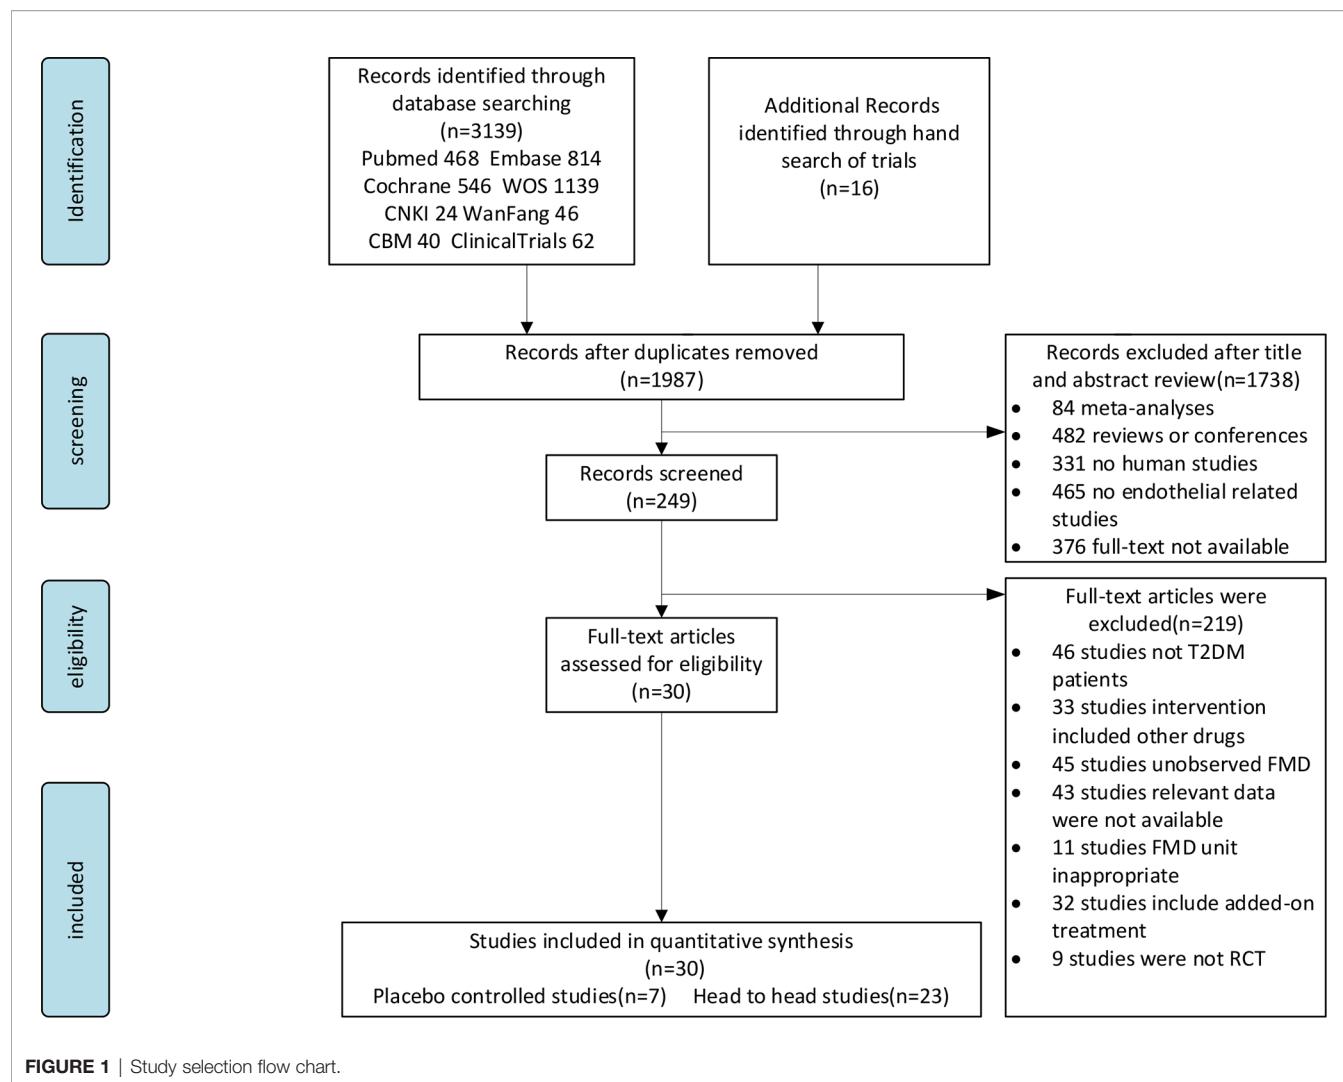 Identification
Records identified through
database searching
(n=3139)
Pubmed 468 Embase 814
Cochrane 546 WOS 1139
CNKI 24 WanFang 46
CBM 40 ClinicalTrials 62
Additional Records
identified through hand
search of trials
(n=16)
screening
Records after duplicates removed
(n=1987)
Records excluded after title
and abstract review(n=1738)
● 84 meta-analyses
● 482 reviews or conferences
● 331 no human studies
● 465 no endothelial related
studies
● 376 full-text not available
Records screened
(n=249)
eligibility
Full-text articles
assessed for eligibility
(n=30)
Full-text articles were
excluded(n=219)
● 46 studies not T2DM
patients
● 33 studies intervention
included other drugs
● 45 studies unobserved FMD
● 43 studies relevant data
were not available
● 11 studies FMD unit
inappropriate
● 32 studies include added-on
treatment
● 9 studies were not RCT
included
Studies included in quantitative synthesis
(n=30)
Placebo controlled studies(n=7) Head to head studies(n=23)
FIGURE 1 | Study selection flow chart.